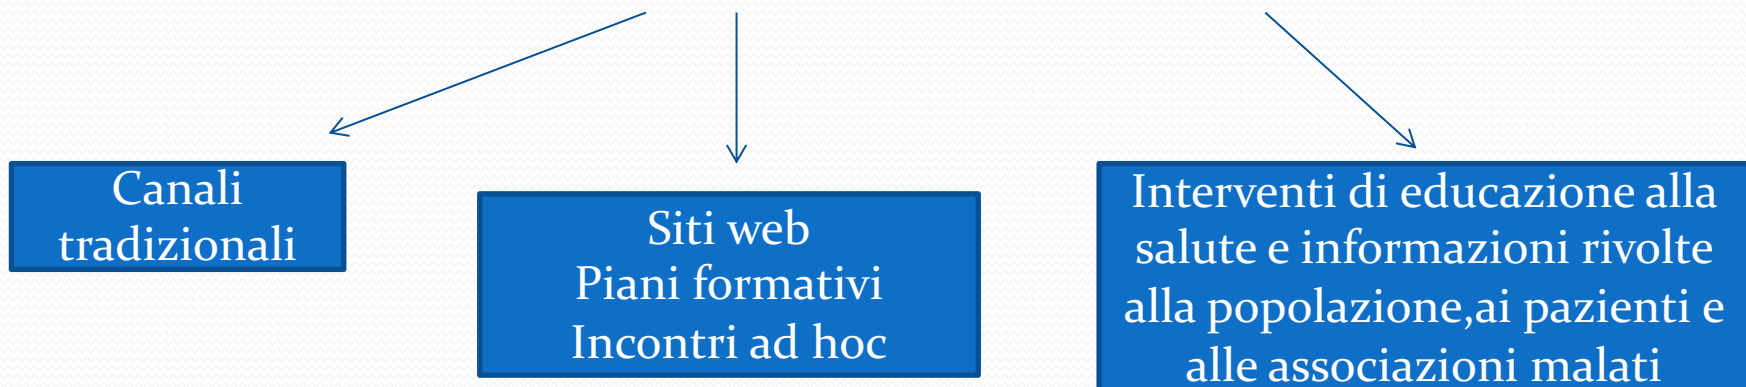 Canali
tradizionali
Siti web
Piani formativi
Incontri ad hoc
Interventi di educazione alla
salute e informazioni rivolte
alla popolazione,ai pazienti e
alle associazioni malati